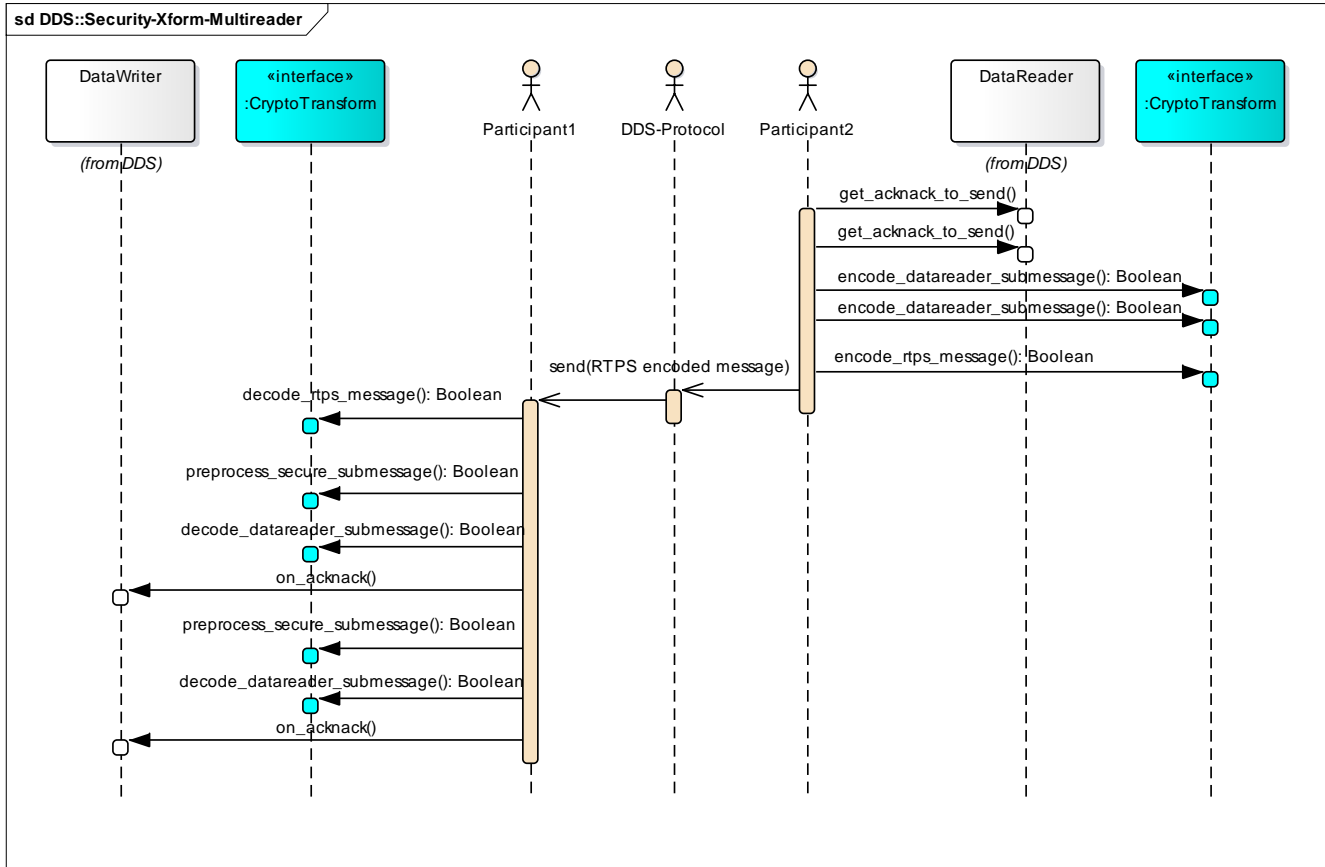 sd DDS::Security-Xform-Multireader
DataWriter
«interface»
:CryptoTransform
DataReader
«interface»
:CryptoTransform
Participant1
DDS-Protocol
Participant2
(from DDS)
(from DDS)
get_acknack_to_send()
get_acknack_to_send()
encode_datareader_submessage(): Boolean
encode_datareader_submessage(): Boolean
encode_rtps_message(): Boolean
send(RTPS encoded message)
decode_rtps_message(): Boolean
preprocess_secure_submessage(): Boolean
decode_datareader_submessage(): Boolean
on_acknack()
preprocess_secure_submessage(): Boolean
decode_datareader_submessage(): Boolean
on_acknack()